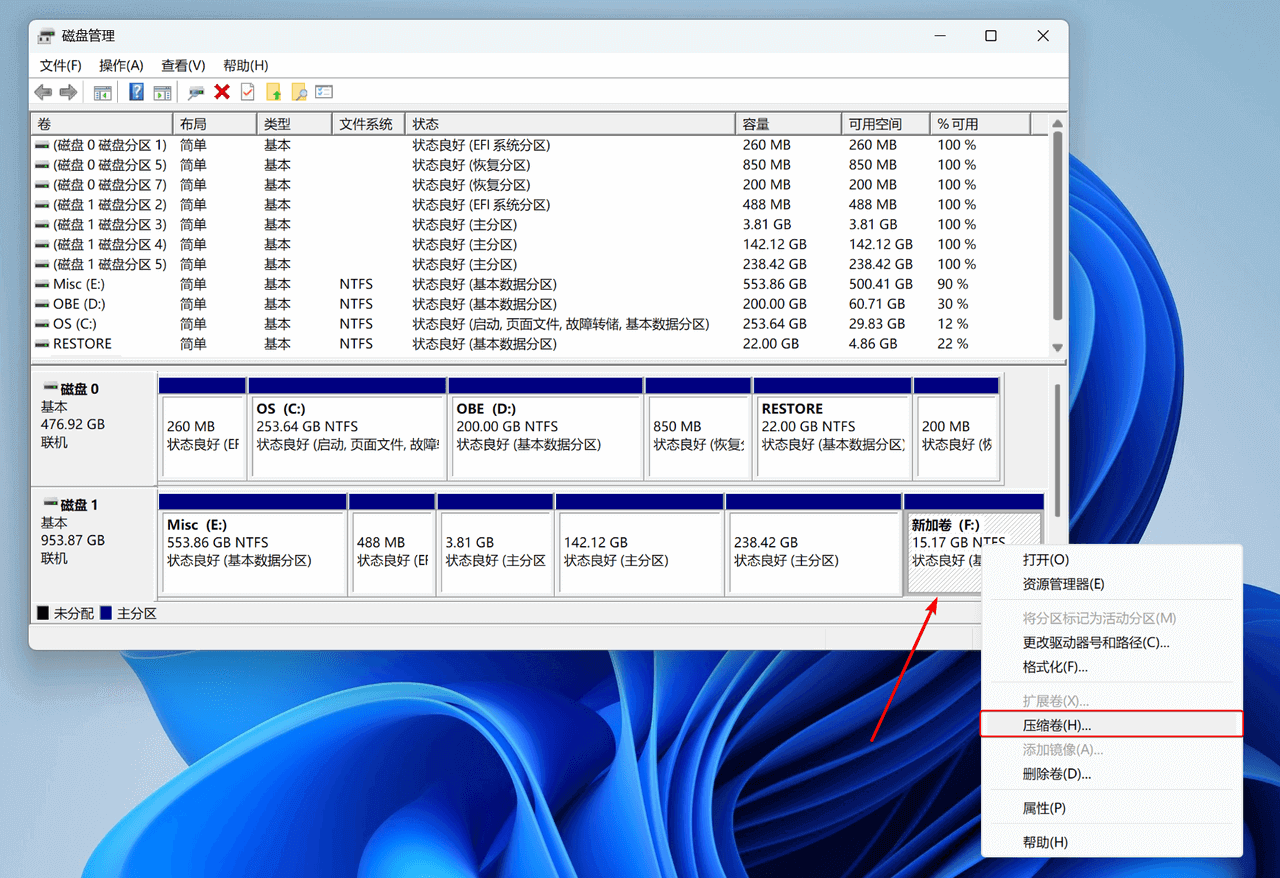 磁盘管理
文件(F) 操作(A) 查看(V) 帮助(H)
卷 布局 类型 文件系统 状态 容量 可用空间 % 可用
(磁盘 0 磁盘分区 1) 简单 基本 状态良好 (EFI 系统分区) 260 MB 260 MB 100 %
(磁盘 0 磁盘分区 5) 简单 基本 状态良好 (恢复分区) 850 MB 850 MB 100 %
(磁盘 0 磁盘分区 7) 简单 基本 状态良好 (恢复分区) 200 MB 200 MB 100 %
(磁盘 1 磁盘分区 2) 简单 基本 状态良好 (EFI 系统分区) 488 MB 488 MB 100 %
(磁盘 1 磁盘分区 3) 简单 基本 状态良好 (主分区) 3.81 GB 3.81 GB 100 %
(磁盘 1 磁盘分区 4) 简单 基本 状态良好 (主分区) 142.12 GB 142.12 GB 100 %
(磁盘 1 磁盘分区 5) 简单 基本 状态良好 (主分区) 238.42 GB 238.42 GB 100 %
Misc (E:) 简单 基本 NTFS 状态良好 (基本数据分区) 553.86 GB 500.41 GB 90 %
OBE (D:) 简单 基本 NTFS 状态良好 (基本数据分区) 200.00 GB 60.71 GB 30 %
OS (C:) 简单 基本 NTFS 状态良好 (启动, 页面文件, 故障转储, 基本数据分区) 253.64 GB 29.83 GB 12 %
RESTORE 简单 基本 NTFS 状态良好 (基本数据分区) 22.00 GB 4.86 GB 22 %
磁盘 0
基本
476.92 GB
联机
260 MB
状态良好 (EF
OS (C:)
253.64 GB NTFS
状态良好 (启动, 页面文件, 故障
OBE (D:)
200.00 GB NTFS
状态良好 (基本数据分区)
850 MB
状态良好 (恢复
RESTORE
22.00 GB NTFS
状态良好 (基本数据分区)
200 MB
状态良好 (恢
磁盘 1
基本
953.87 GB
联机
Misc (E:)
553.86 GB NTFS
状态良好 (基本数据分区)
488 MB
状态良好 (EF
3.81 GB
状态良好 (主分区
142.12 GB
状态良好 (主分区)
238.42 GB
状态良好 (主分区)
新加卷 (F:)
15.17 GB NTFS
状态良好 (基
未分配 主分区
打开(O)
资源管理器(E)
将分区标记为活动分区(M)
更改驱动器号和路径(C)...
格式化(F)...
扩展卷(X)...
压缩卷(H)...
添加镜像(A)...
删除卷(D)...
属性(P)
帮助(H)